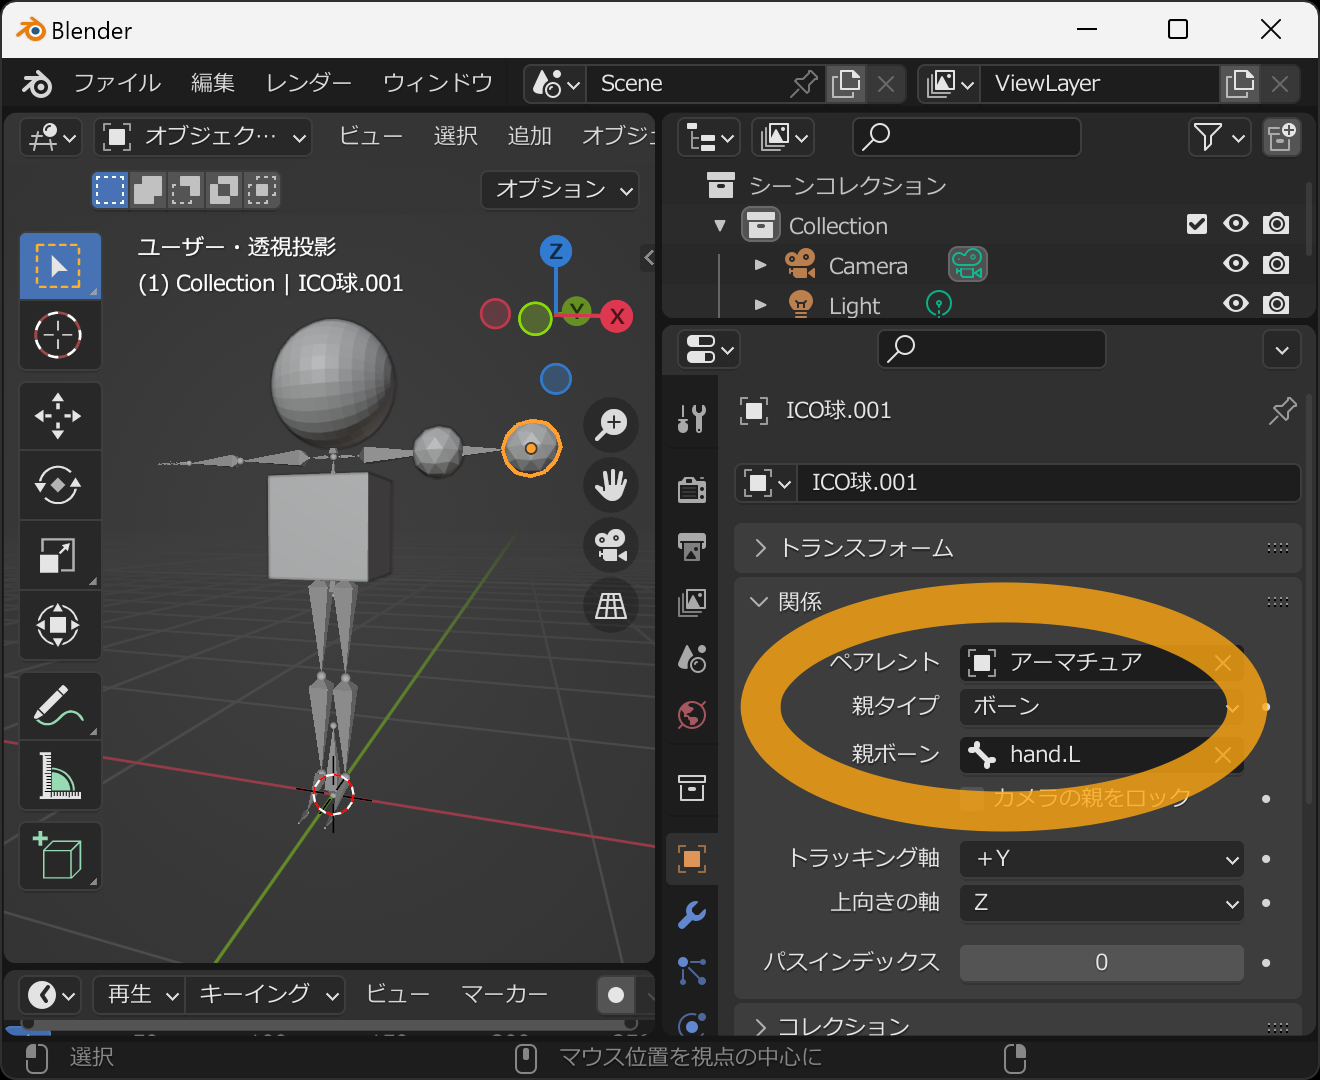 Blender
ファイル 編集 レンダー ウィンドウ Scene ViewLayer
オブジェク… ビュー 選択 追加 オブジェ
オプション
ユーザー・透視投影
(1) Collection | ICO球.001
Z
Y
X
シーンコレクション
Collection
Camera
Light
ICO球.001
ICO球.001
トランスフォーム
関係
ペアレント アーマチュア
親タイプ ボーン
親ボーン hand.L
カメラの親をロック
トラッキング軸 +Y
上向きの軸 Z
パスインデックス 0
コレクション
再生 キーイング ビュー マーカー
選択 マウス位置を視点の中心に